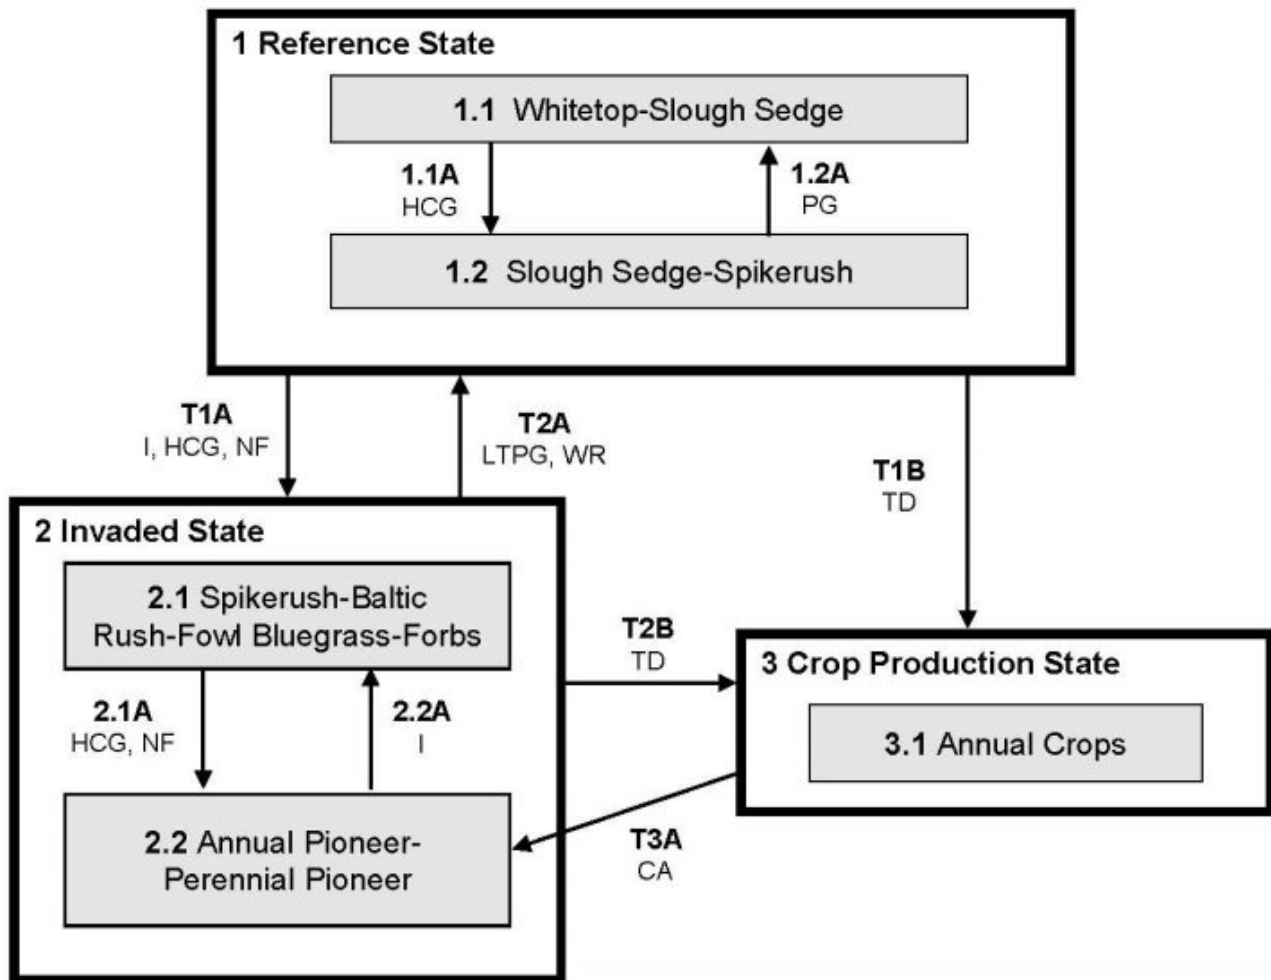 1 Reference State
1.1 Whitetop-Slough Sedge
1.1A
HCG
1.2A
PG
1.2 Slough Sedge-Spikerush
T1A
I, HCG, NF
T2A
LTPG, WR
T1B
TD
2 Invaded State
2.1 Spikerush-Baltic
Rush-Fowl Bluegrass-Forbs
2.1A
HCG, NF
2.2A
I
2.2 Annual Pioneer-
Perennial Pioneer
T2B
TD
3 Crop Production State
3.1 Annual Crops
T3A
CA